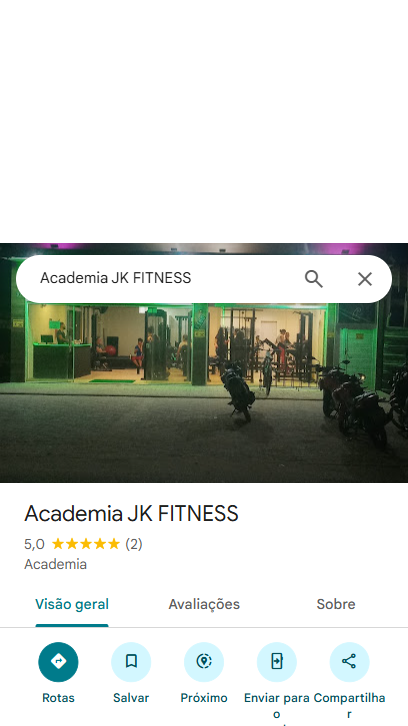 Academia JK FITNESS
Academia JK FITNESS
5,0 ★★★★★ (2)
Academia
Visão geral Avaliações Sobre
Rotas Salvar Próximo Enviar para o Compartilhar